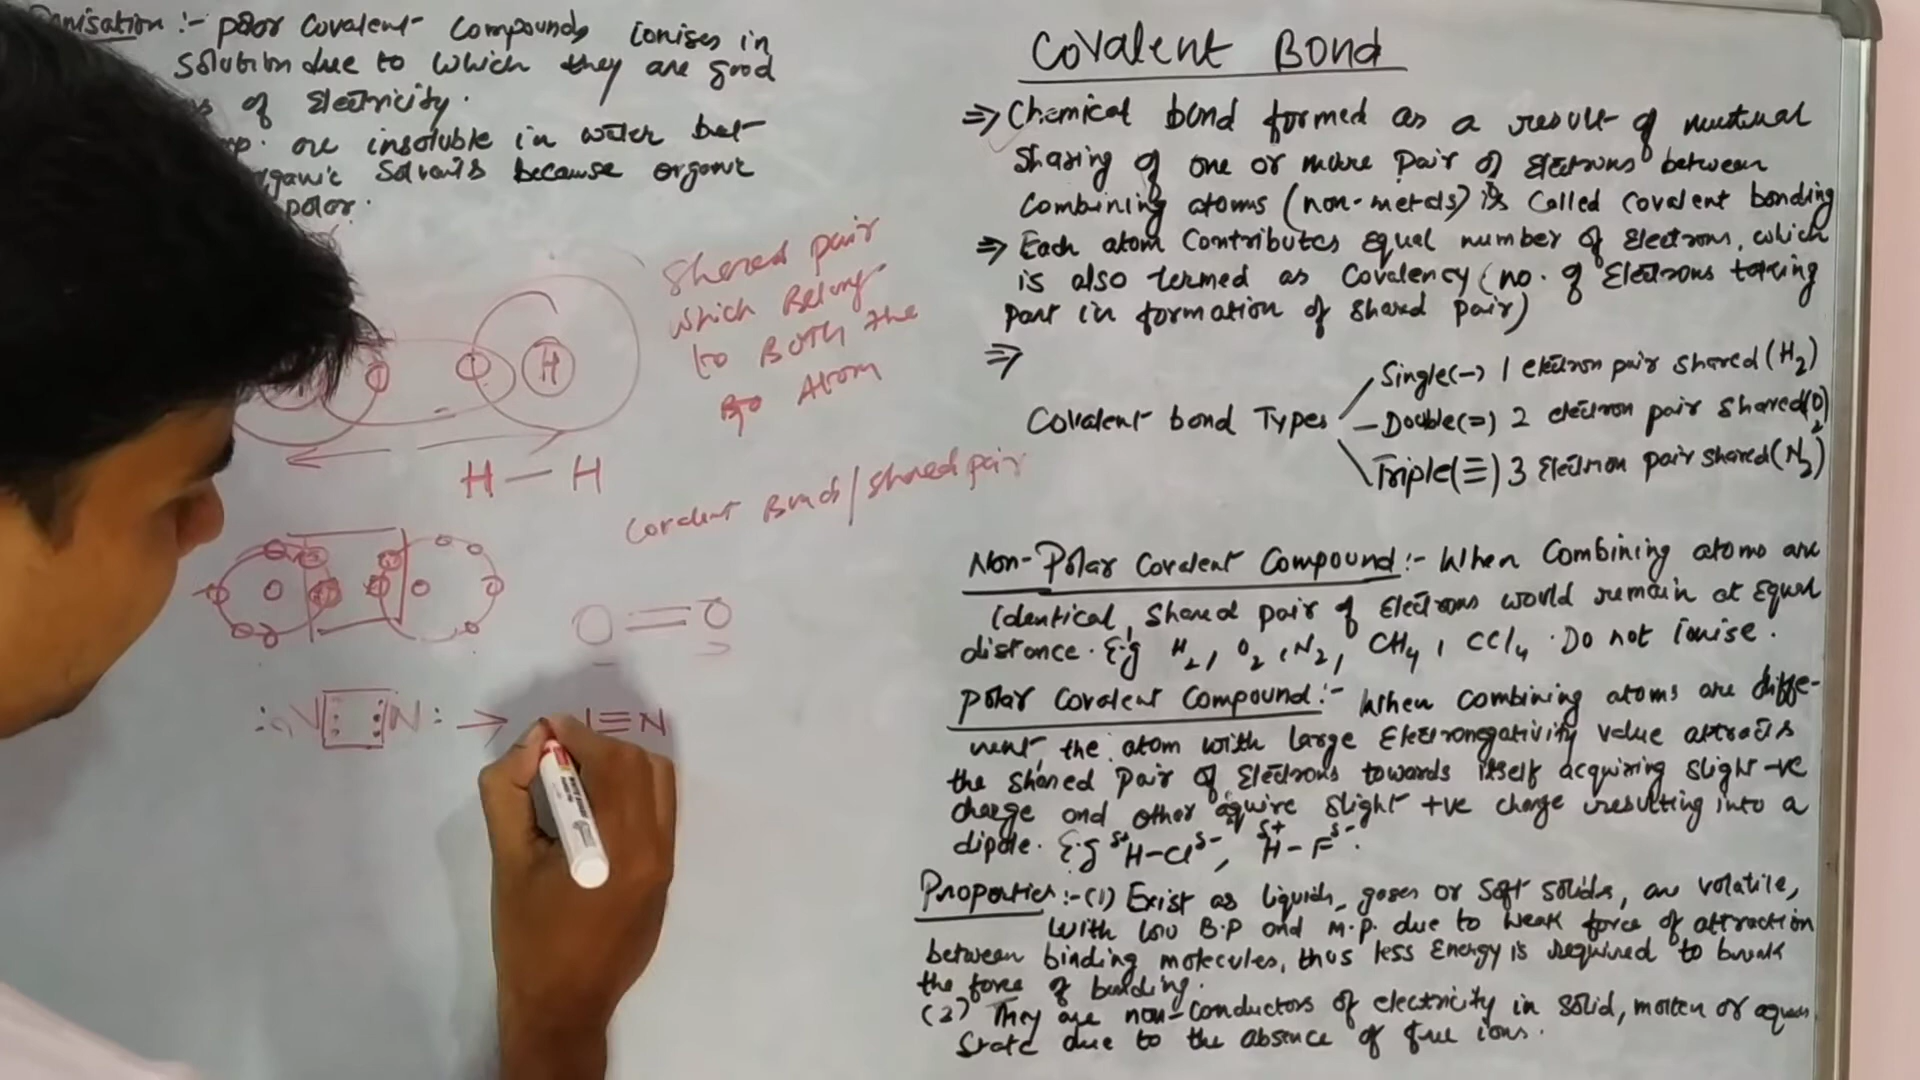 nisation :- polar covalent compounds ionises in
solution due to which they are good
of Electricity.
are insoluble in water but
solvents because organic
polar.
Shared pair
which Belong
to BOTH the
Atom
H
H — H
covalent Bond / shared pair
O = O
: N N : → ≡ N
Covalent Bond
⇒ Chemical bond formed as a result of mutual
sharing of one or more pair of Electrons between
combining atoms (non-metals) is called covalent bonding
⇒ Each atom contributes Equal number of Electrons, which
is also termed as covalency (no. of Electrons taking
part in formation of shared pair)
⇒
Single(-) 1 electron pair shared (H2)
Covalent bond Types — Double(=) 2 electron pair shared (O2)
Triple(≡) 3 Electron pair shared (N2)
Non-Polar Covalent Compound :- When Combining atoms are
identical, shared pair of Electrons would remain at Equal
distance. E.g H2, O2, N2, CH4, CCl4. Do not ionise.
Polar Covalent Compound :- When combining atoms are diffe-
the atom with large Electronegativity value attracts
the shared pair of Electrons towards itself acquiring slight -ve
charge and other aquire slight +ve charge resulting into a
dipole. E.g δ+H-Clδ-, δ+H-Fδ-.
Properties :- (1) Exist as liquids, gases or soft solids, are volatile,
with low B.P and M.P. due to weak force of attraction
between binding molecules, thus less Energy is required to break
the force of bonding.
(2) They are non-conductors of electricity in solid, molten or aqueous
state due to the absence of free ions.